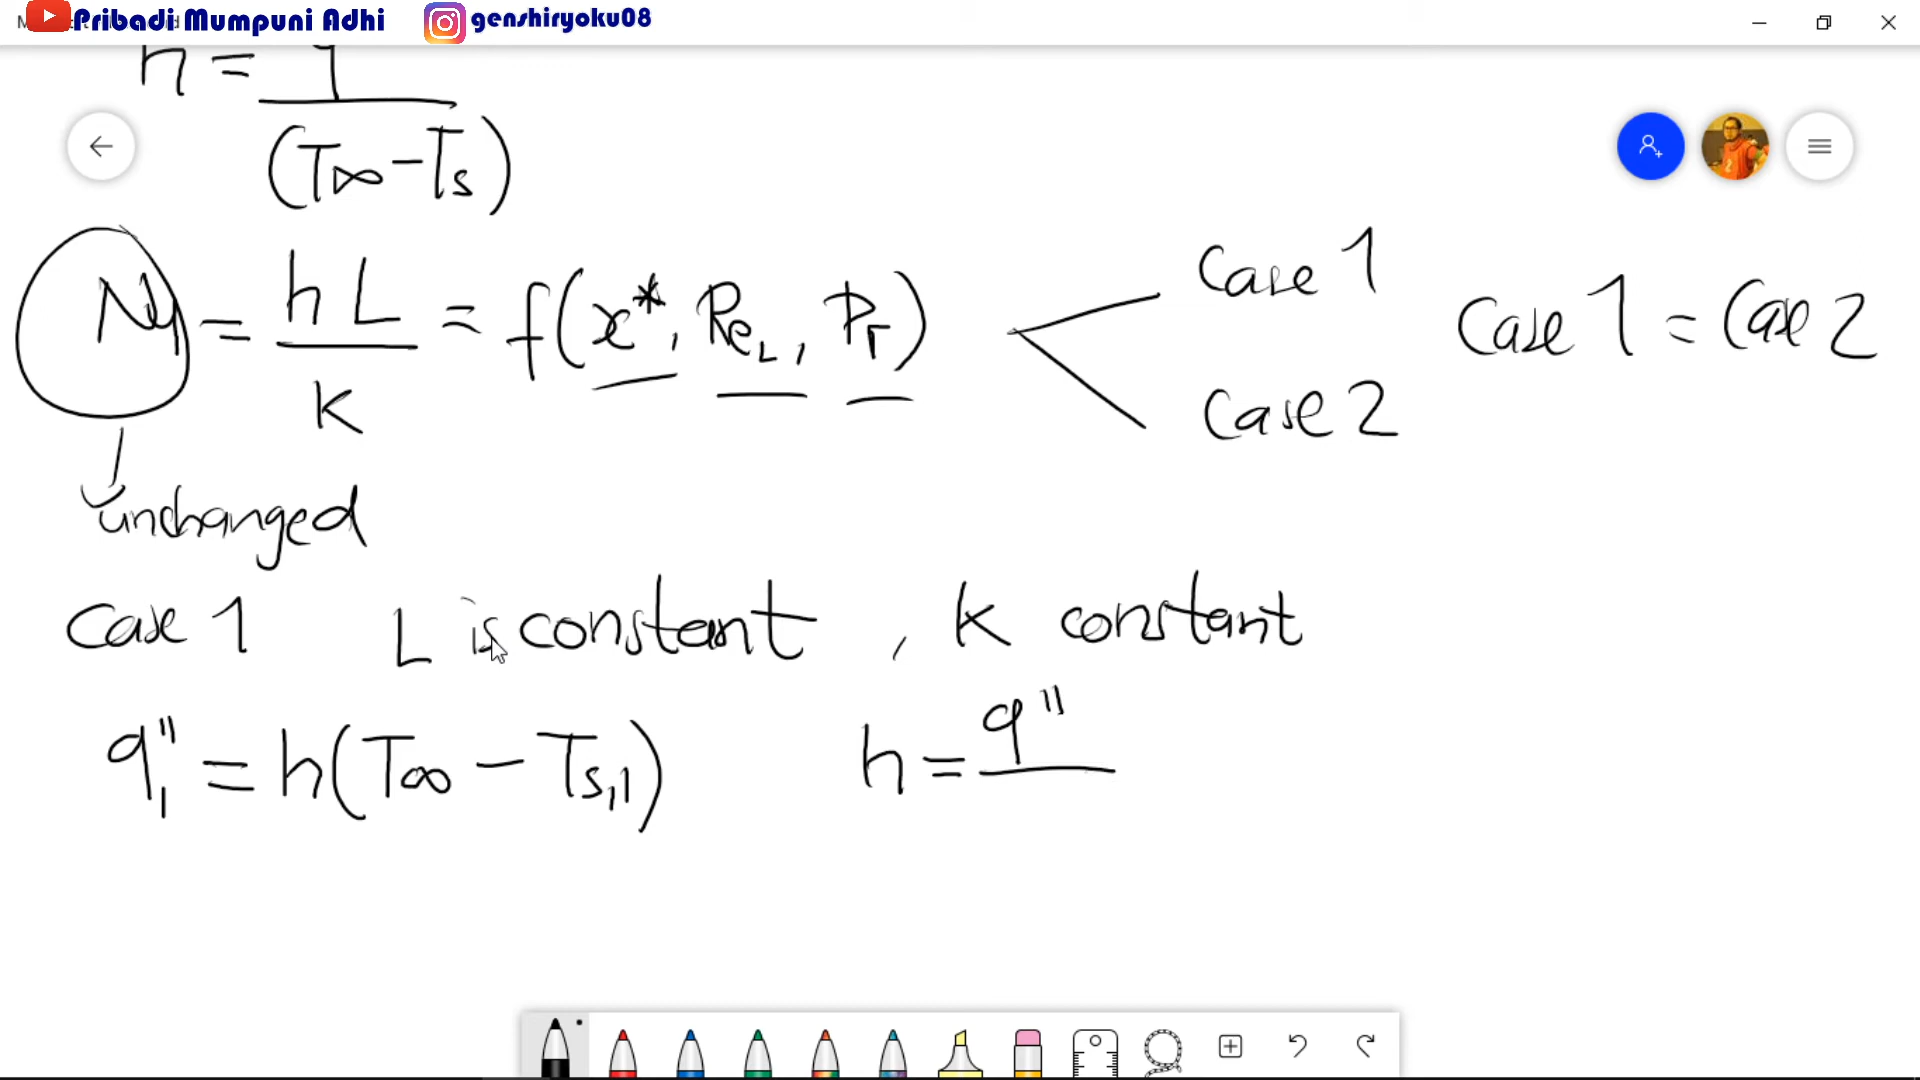 Pribadi Mumpuni Adhi
genshiryoku08
h = q
(T∞ - Ts)
Nu = hL / k = f(x*, Re_L, Pr)
Case 1
Case 2
Case 1 = Case 2
unchanged
Case 1 L is constant, k constant
q₁" = h(T∞ - Ts,1)
h = q"